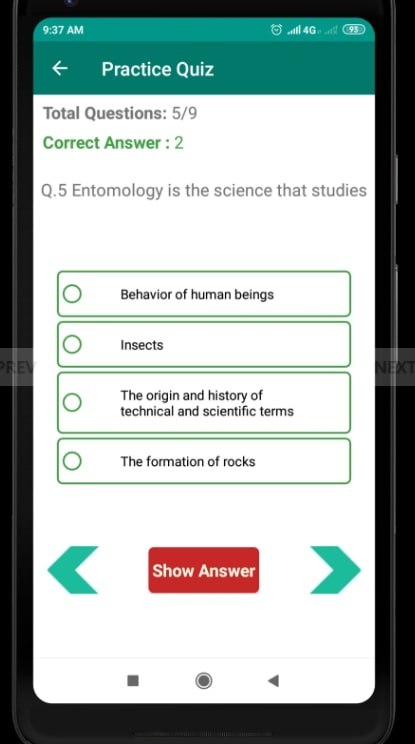 9:37 AM
4G
93
Practice Quiz
Total Questions: 5/9
Correct Answer : 2
Q.5 Entomology is the science that studies
Behavior of human beings
Insects
PREV
NEXT
The origin and history of
technical and scientific terms
The formation of rocks
Show Answer